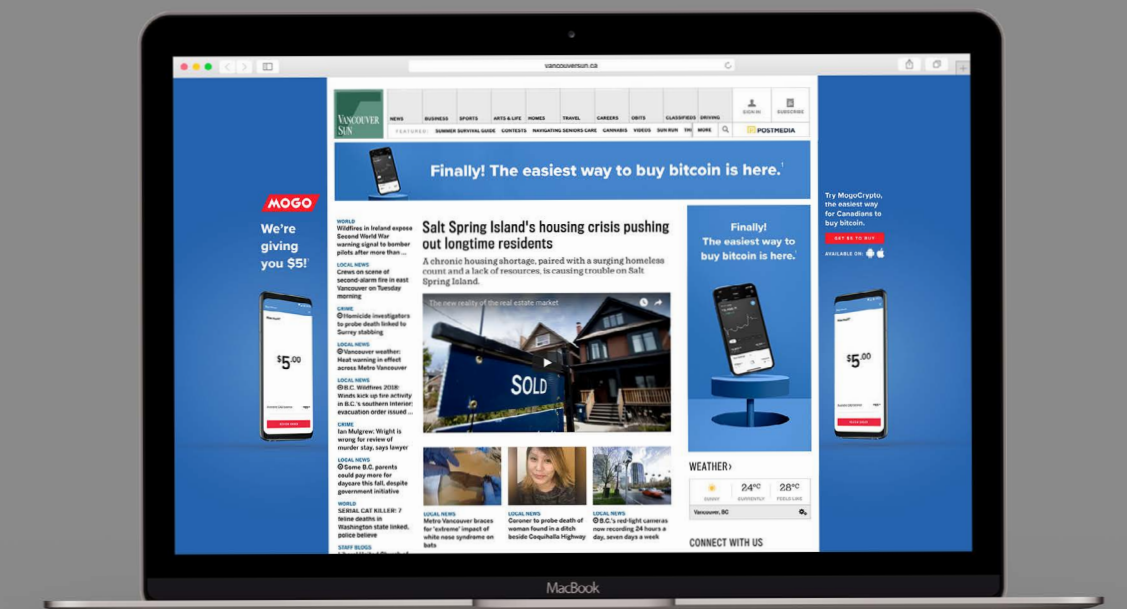 vancouversun.ca
VANCOUVER
SUN
NEWS BUSINESS SPORTS ARTS & LIFE HOMES TRAVEL CAREERS OBITS CLASSIFIEDS DRIVING
SIGN IN
SUBSCRIBE
FEATURED: SUMMER SURVIVAL GUIDE CONTESTS NAVIGATING SENIORS CARE CANNABIS VIDEOS SUN RUN MORE
POSTMEDIA
Finally! The easiest way to buy bitcoin is here.†
MOGO
We're
giving
you $5!†
$5.00
WORLD
Wildfires in Ireland expose
Second World War
warning signal to bomber
pilots after more than ...
LOCAL NEWS
Crews on scene of
second-alarm fire in east
Vancouver on Tuesday
morning
CRIME
Homicide investigators
to probe death linked to
Surrey stabbing
LOCAL NEWS
Vancouver weather:
Heat warning in effect
across Metro Vancouver
LOCAL NEWS
B.C. Wildfires 2018:
Winds kick up fire activity
in B.C.'s southern Interior;
evacuation order issued ...
CRIME
Ian Mulgrew: Wright is
wrong for review of
murder stay, says lawyer
LOCAL NEWS
Some B.C. parents
could pay more for
daycare this fall, despite
government initiative
WORLD
SERIAL CAT KILLER: 7
feline deaths in
Washington state linked,
police believe
STAFF BLOGS
Salt Spring Island's housing crisis pushing
out longtime residents
A chronic housing shortage, paired with a surging homeless
count and a lack of resources, is causing trouble on Salt
Spring Island.
The new reality of the real estate market
SOLD
LOCAL NEWS
Metro Vancouver braces
for 'extreme' impact of
white nose syndrome on
bats
LOCAL NEWS
Coroner to probe death of
woman found in a ditch
beside Coquihalla Highway
LOCAL NEWS
B.C.'s red-light cameras
now recording 24 hours a
day, seven days a week
Finally!
The easiest way to
buy bitcoin is here.†
WEATHER›
SUNNY
24°C
CURRENTLY
28°C
FEELS LIKE
Vancouver, BC
CONNECT WITH US
Try MogoCrypto,
the easiest way
for Canadians to
buy bitcoin.
GET $5 TO BUY
AVAILABLE ON:
$5.00
MacBook